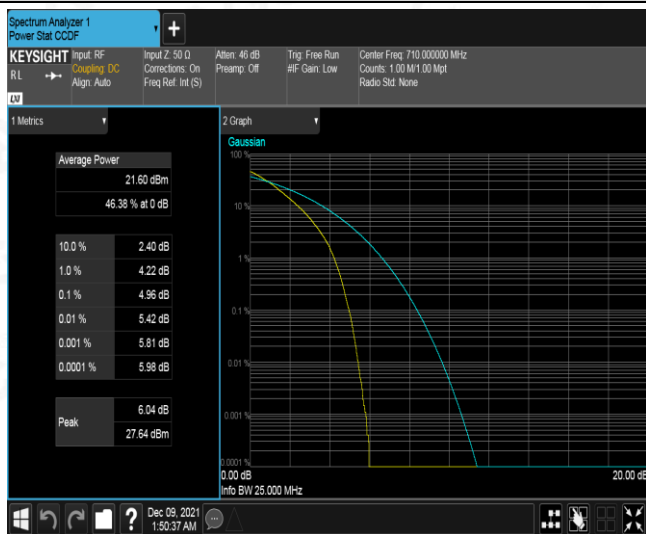 Spectrum Analyzer 1
Power Stat CCDF
+
KEYSIGHT
RL
LXI
Input: RF
Coupling: DC
Align: Auto
Input Z: 50 Ω
Corrections: On
Freq Ref: Int (S)
Atten: 46 dB
Preamp: Off
Trig: Free Run
#IF Gain: Low
Center Freq: 710.000000 MHz
Counts: 1.00 M/1.00 Mpt
Radio Std: None
1 Metrics
Average Power
21.60 dBm
46.38 % at 0 dB
10.0 % 2.40 dB
1.0 % 4.22 dB
0.1 % 4.96 dB
0.01 % 5.42 dB
0.001 % 5.81 dB
0.0001 % 5.98 dB
Peak
6.04 dB
27.64 dBm
2 Graph
Gaussian
100 %
10 %
1 %
0.1 %
0.01 %
0.001 %
0.0001 %
0.00 dB
20.00 dB
Info BW 25.000 MHz
?
Dec 09, 2021
1:50:37 AM